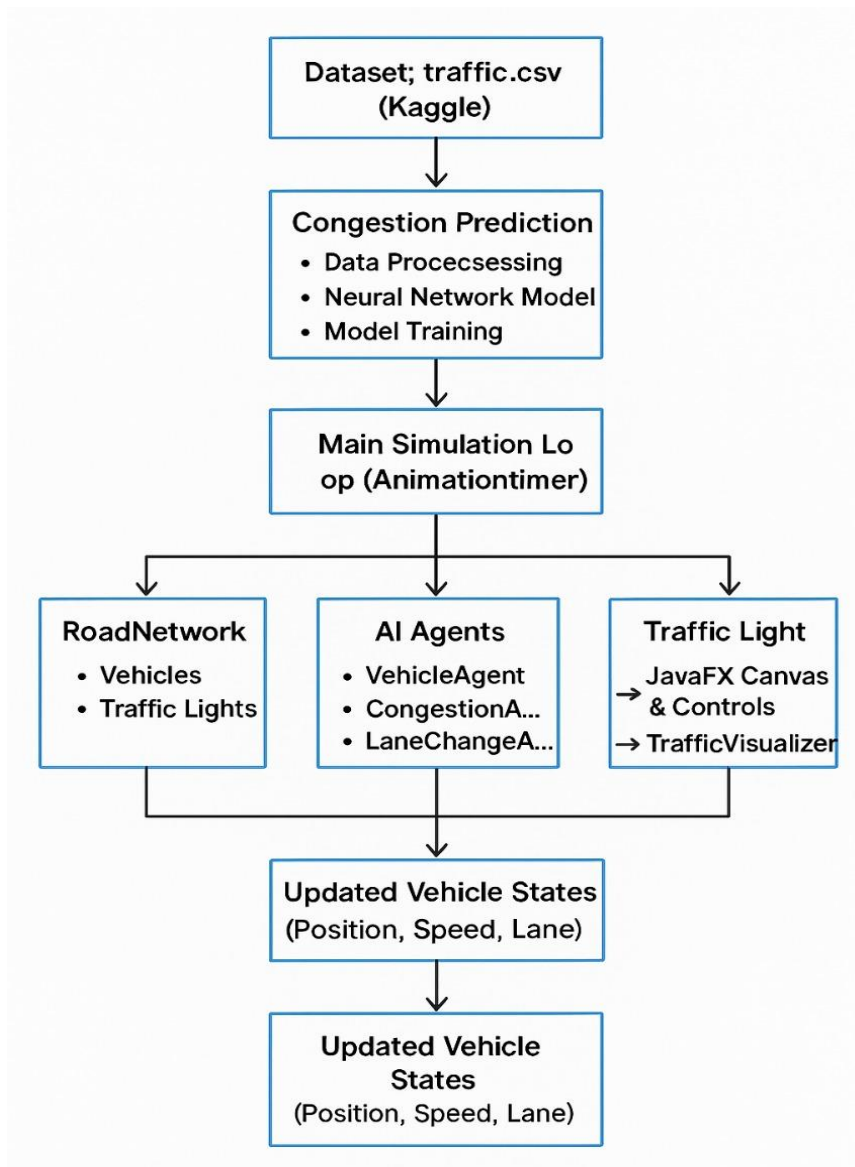 Dataset; traffic.csv
(Kaggle)
Congestion Prediction
• Data Procecsessing
• Neural Network Model
• Model Training
Main Simulation Lo
op (Animationtimer)
RoadNetwork
• Vehicles
• Traffic Lights
AI Agents
• VehicleAgent
• CongestionA...
• LaneChangeA...
Traffic Light
→ JavaFX Canvas
& Controls
→ TrafficVisualizer
Updated Vehicle States
(Position, Speed, Lane)
Updated Vehicle
States
(Position, Speed, Lane)